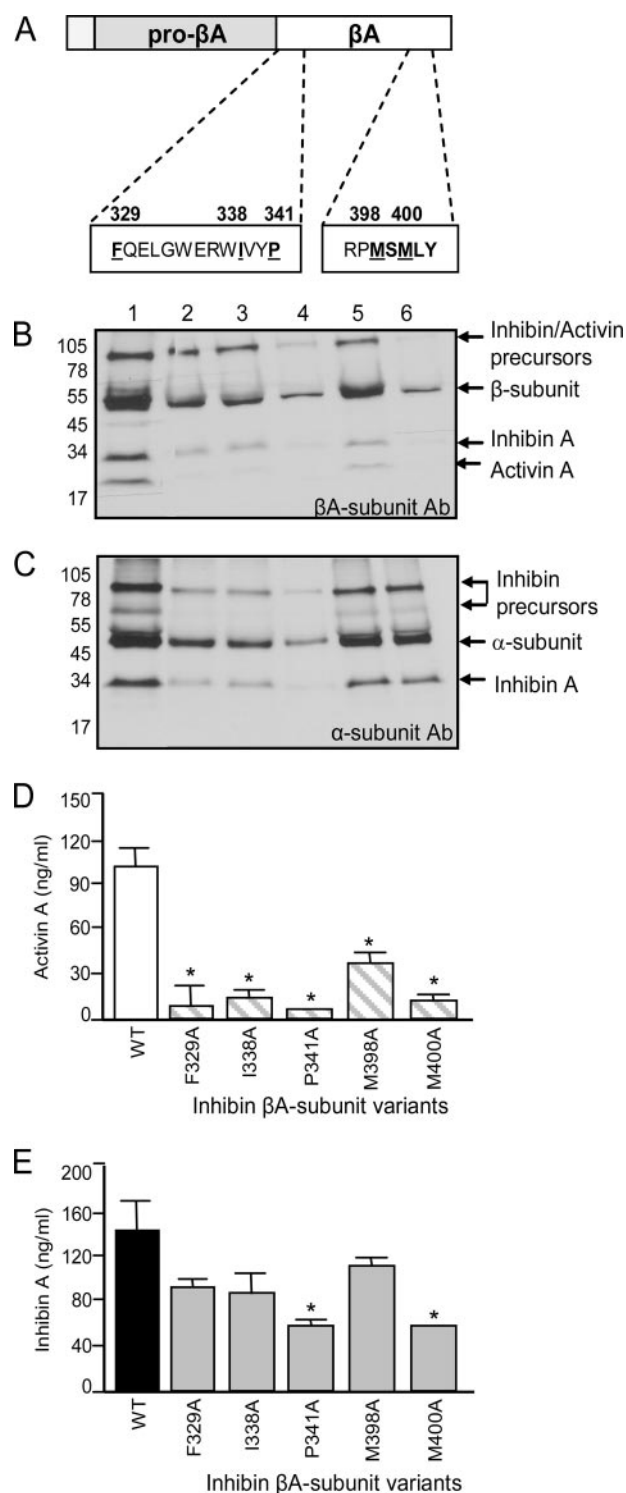 A
pro-βA
βA
329
338
341
398
400
FQELGWERWIVYP
RPMSMLY
B
1 2 3 4 5 6
105
78
55
45
34
17
Inhibin/Activin
precursors
β-subunit
Inhibin A
Activin A
βA-subunit Ab
C
105
78
55
45
34
17
Inhibin
precursors
α-subunit
Inhibin A
α-subunit Ab
D
Activin A (ng/ml)
150
120
90
60
30
0
* * * * *
WT
F329A
I338A
P341A
M398A
M400A
Inhibin βA-subunit variants
E
Inhibin A (ng/ml)
200
160
120
80
40
0
* *
WT
F329A
I338A
P341A
M398A
M400A
Inhibin βA-subunit variants